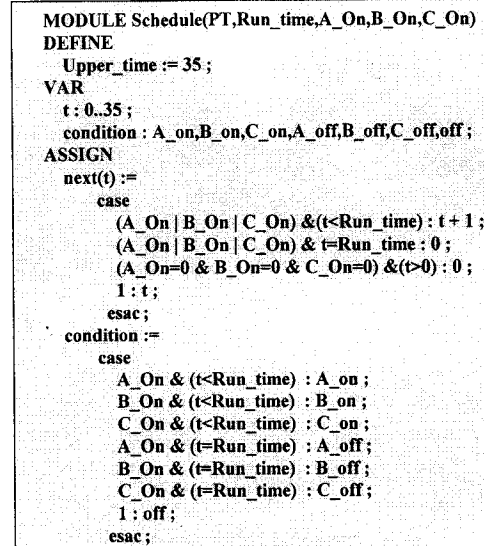 MODULE Schedule(PT,Run_time,A_On,B_On,C_On)
DEFINE
Upper_time := 35 ;
VAR
t : 0..35 ;
condition : A_on,B_on,C_on,A_off,B_off,C_off,off ;
ASSIGN
next(t) :=
case
(A_On | B_On | C_On) &(t<Run_time) : t + 1 ;
(A_On | B_On | C_On) & t=Run_time : 0 ;
(A_On=0 & B_On=0 & C_On=0) &(t>0) : 0 ;
1 : t ;
esac ;
condition :=
case
A_On & (t<Run_time) : A_on ;
B_On & (t<Run_time) : B_on ;
C_On & (t<Run_time) : C_on ;
A_On & (t=Run_time) : A_off ;
B_On & (t=Run_time) : B_off ;
C_On & (t=Run_time) : C_off ;
1 : off ;
esac ;